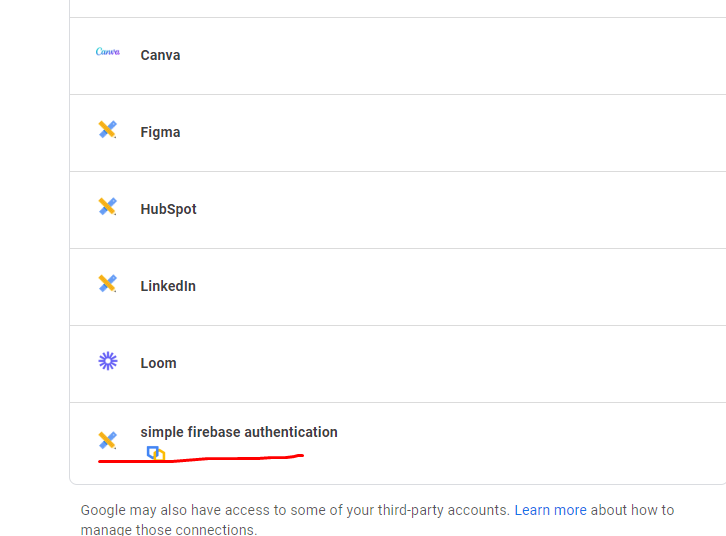 Canva
Canva
Figma
HubSpot
LinkedIn
Loom
simple firebase authentication
Google may also have access to some of your third-party accounts. Learn more about how to
manage those connections.